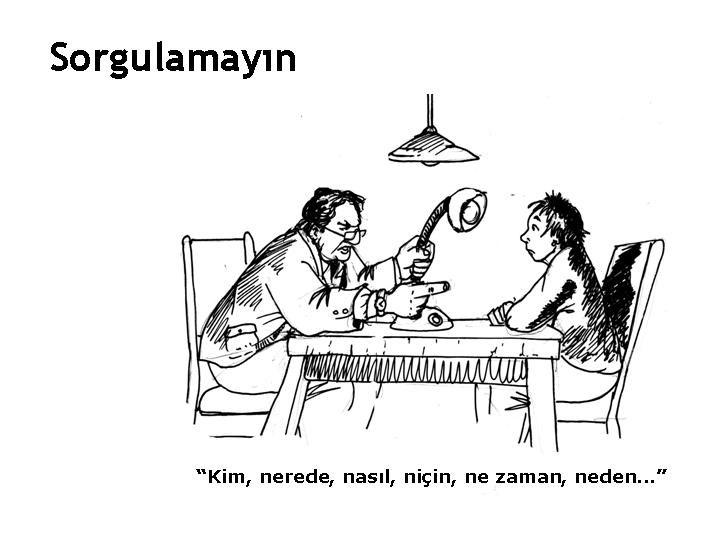 Sorgulamayın
“Kim, nerede, nasıl, niçin, ne zaman, neden...”